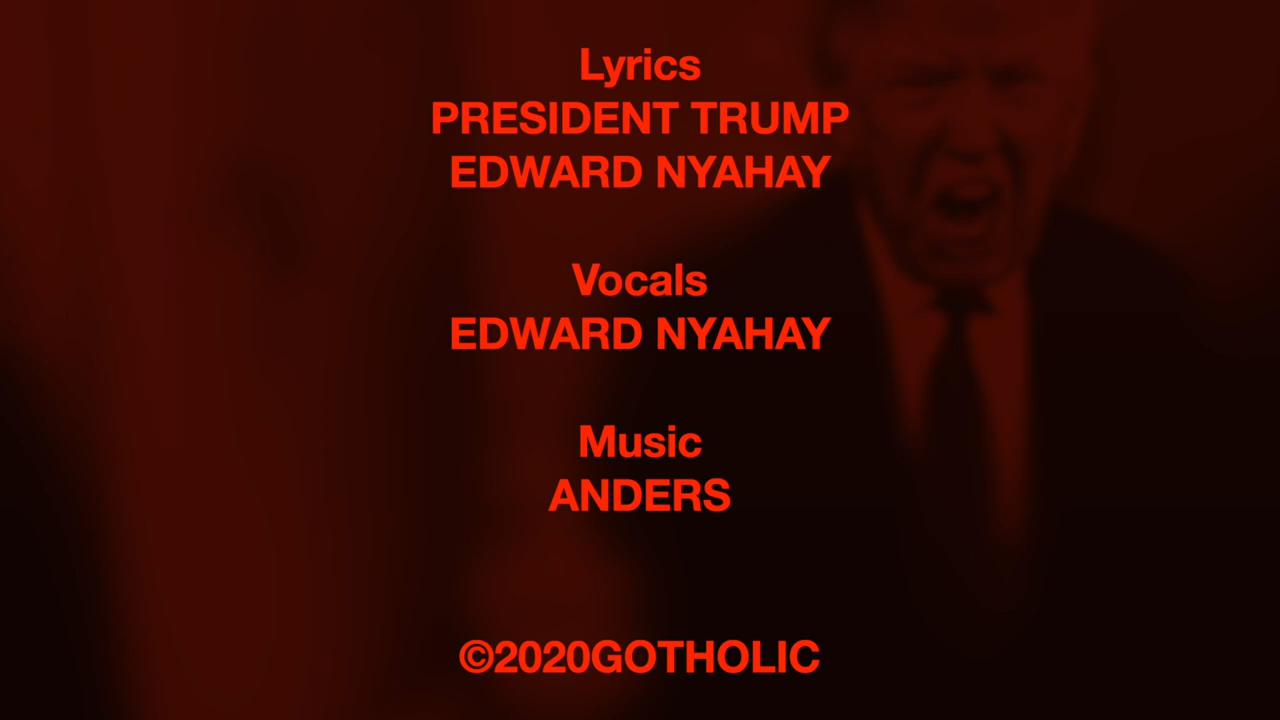 Lyrics
PRESIDENT TRUMP
EDWARD NYAHAY
Vocals
EDWARD NYAHAY
Music
ANDERS
©2020GOTHOLIC